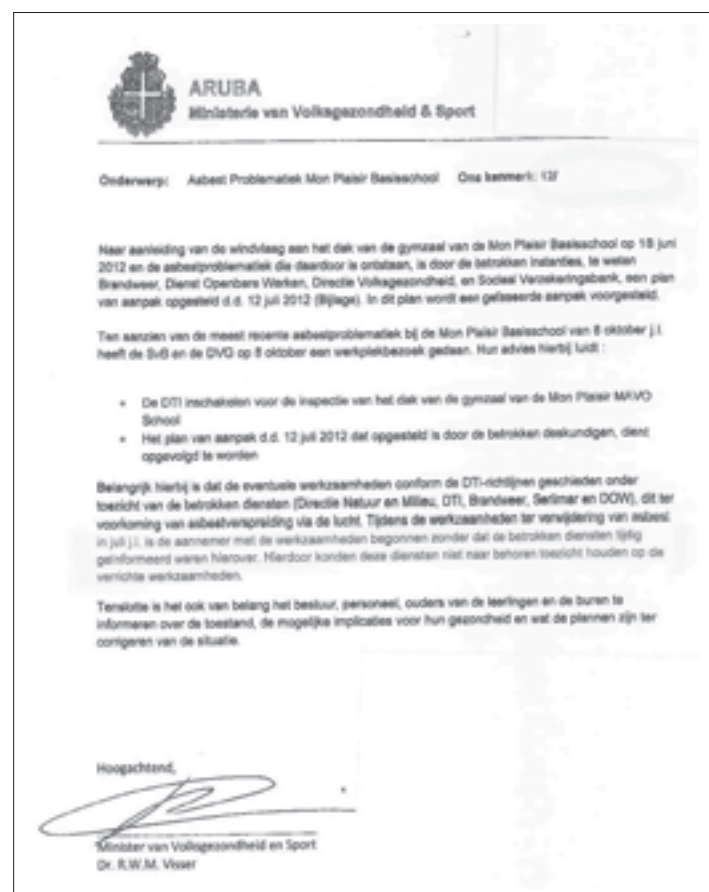 ARUBA
Ministerie van Volksgezondheid & Sport
Onderwerp: Asbest Problematiek Mon Plaisir Basisschool Ons kenmerk: 12/
Naar aanleiding van de windvlaag aan het dak van de gymzaal van de Mon Plaisir Basisschool op 18 juni
2012 en de asbestproblematiek die daardoor is ontstaan, is door de betrokken instanties, te weten
Brandweer, Dienst Openbare Werken, Directie Volksgezondheid, en Sociaal Verzekeringsbank, een plan
van aanpak opgesteld d.d. 12 juli 2012 (Bijlage). In dit plan wordt een gefaseerde aanpak voorgesteld.
Ten aanzien van de meest recente asbestproblematiek bij de Mon Plaisir Basisschool van 8 oktober j.l.
heeft de SvB en de DVG op 8 oktober een werkplekbezoek gedaan. Hun advies hierbij luidt :
• De DTI inschakelen voor de inspectie van het dak van de gymzaal van de Mon Plaisir MAVO
School
• Het plan van aanpak d.d. 12 juli 2012 dat opgesteld is door de betrokken deskundigen, dient
opgevolgd te worden
Belangrijk hierbij is dat de eventuele werkzaamheden conform de DTI-richtlijnen geschieden onder
toezicht van de betrokken diensten (Directie Natuur en Milieu, DTI, Brandweer, Serlimar en DOW), dit ter
voorkoming van asbestverspreiding via de lucht. Tijdens de werkzaamheden ter verwijdering van asbest
in juli j.l. is de aannemer met de werkzaamheden begonnen zonder dat de betrokken diensten tijdig
geïnformeerd waren hierover. Hierdoor konden deze diensten niet naar behoren toezicht houden op de
verrichte werkzaamheden.
Tenslotte is het ook van belang het bestuur, personeel, ouders van de leerlingen en de buren te
informeren over de toestand, de mogelijke implicaties voor hun gezondheid en wat de plannen zijn ter
corrigeren van de situatie.
Hoogachtend,
Minister van Volksgezondheid en Sport
Dr. R.W.M. Visser